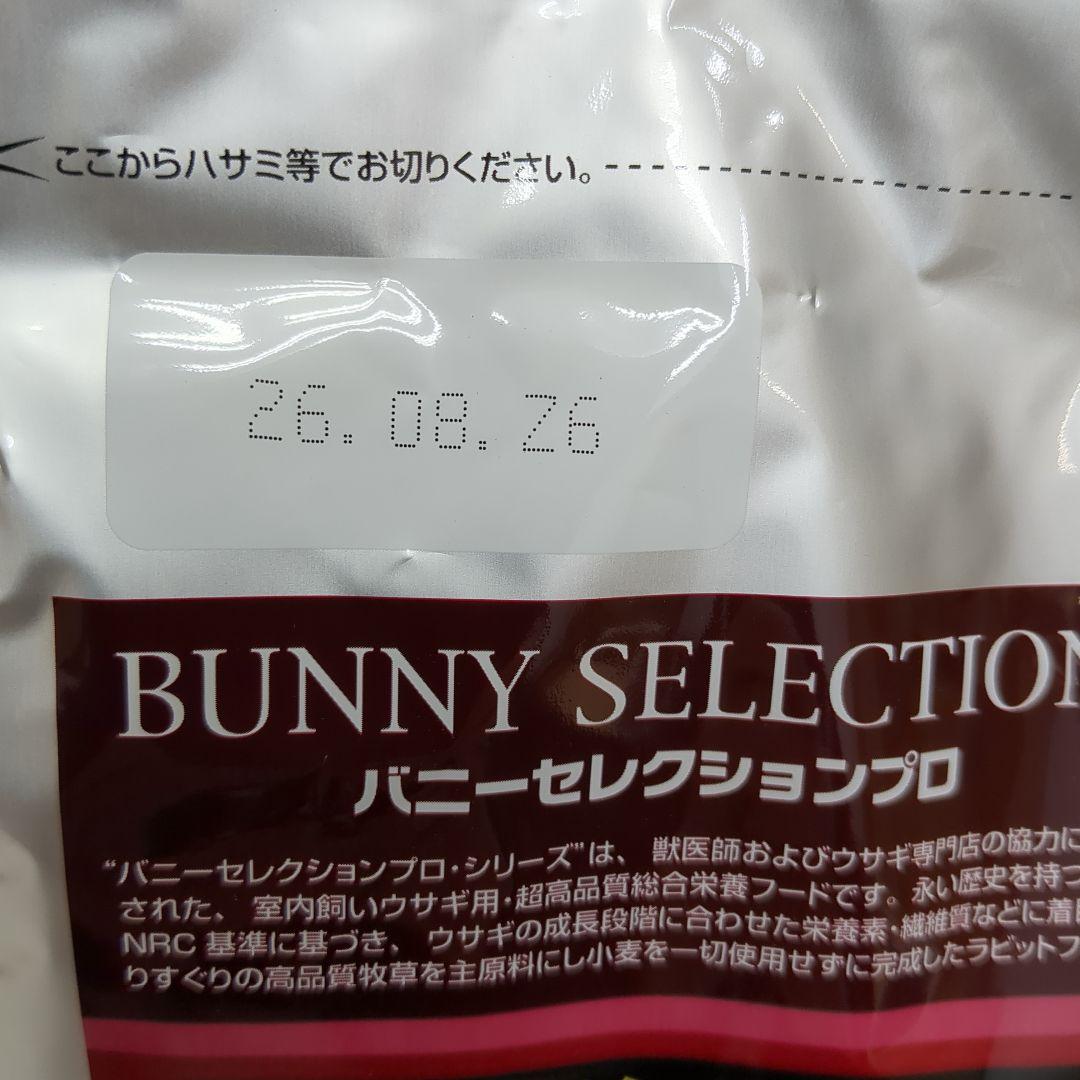 ここからハサミ等でお切りください。
26.08.26
BUNNY SELECTION
バニーセレクションプロ
“バニーセレクションプロ・シリーズ”は、獣医師およびウサギ専門店の協力に
された、室内飼いウサギ用・超高品質総合栄養フードです。永い歴史を持つ
NRC 基準に基づき、ウサギの成長段階に合わせた栄養素・繊維質などに着
りすぐりの高品質牧草を主原料にし小麦を一切使用せずに完成したラビットフ